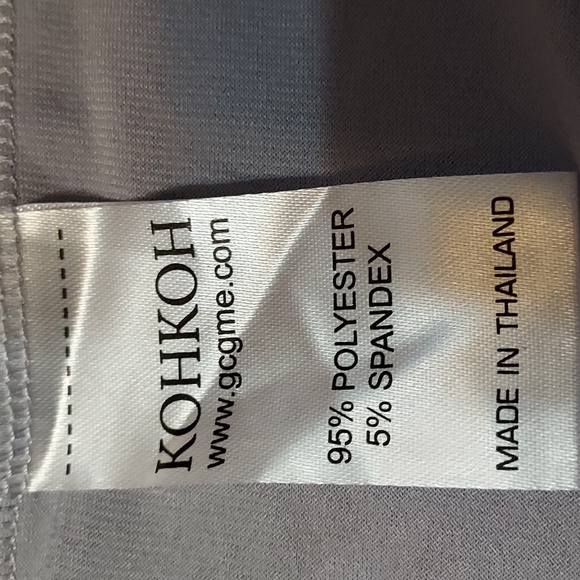 KOHKOH
www.gcgme.com
95% POLYESTER
5% SPANDEX
MADE IN THAILAND